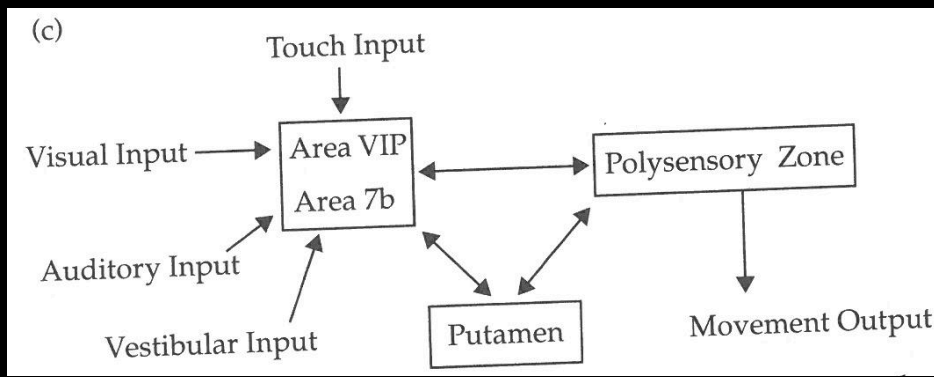 (c)
Touch Input
Visual Input
Area VIP
Area 7b
Polysensory Zone
Auditory Input
Vestibular Input
Putamen
Movement Output